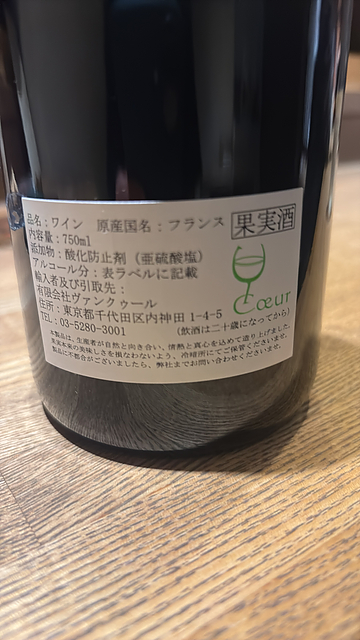 品名：ワイン　原産国名：フランス 果実酒
内容量：750ml
添加物：酸化防止剤（亜硫酸塩）
アルコール分：表ラベルに記載
輸入者及び引取先：
有限会社ヴァンクゥール
住所：東京都千代田区内神田 1-4-5
TEL：03-5280-3001　（飲酒は二十歳になってから）
Cœur
本製品は、生産者が自然と向き合い、情熱と真心を込めて造り上げました。
果実本来の美味しさを損なわないよう、冷暗所にてご保管くださいませ。
製品に不都合がございましたら、弊社までお問い合わせくださいませ。